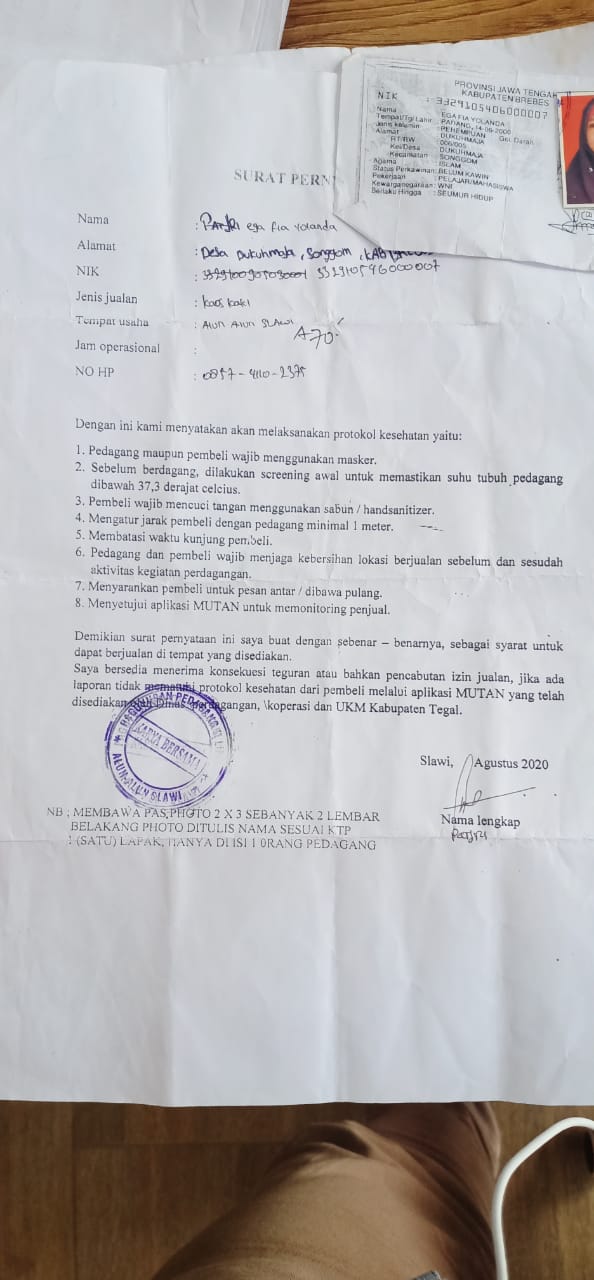 PROVINSI JAWA TENGAH
KABUPATEN BREBES
NIK : 3329105406000007
Nama : EGA FIA YOLANDA
Tempat/Tgl Lahir : PADANG, 14-06-2000
Jenis kelamin : PEREMPUAN Gol. Darah
Alamat : DUKUHMAJA
RT/RW : 006/005
Kel/Desa : DUKUHMAJA
Kecamatan : SONGGOM
Agama : ISLAM
Status Perkawinan: BELUM KAWIN
Pekerjaan : PELAJAR/MAHASISWA
Kewarganegaraan: WNI
Berlaku Hingga : SEUMUR HIDUP
SURAT PERN
Nama : ega fia Yolanda
Alamat : Desa Dukuhmaja, Songgom, KAB
NIK :
Jenis jualan : kaos kaki
Tempat usaha : Alun Alun SLAWI
A70
Jam operasional :
NO HP : 0857-4110-2375
Dengan ini kami menyatakan akan melaksanakan protokol kesehatan yaitu:
1. Pedagang maupun pembeli wajib menggunakan masker.
2. Sebelum berdagang, dilakukan screening awal untuk memastikan suhu tubuh pedagang
dibawah 37,3 derajat celcius.
3. Pembeli wajib mencuci tangan menggunakan sabun / handsanitizer.
4. Mengatur jarak pembeli dengan pedagang minimal 1 meter.
5. Membatasi waktu kunjung pembeli.
6. Pedagang dan pembeli wajib menjaga kebersihan lokasi berjualan sebelum dan sesudah
aktivitas kegiatan perdagangan.
7. Menyarankan pembeli untuk pesan antar / dibawa pulang.
8. Menyetujui aplikasi MUTAN untuk memonitoring penjual.
Demikian surat pernyataan ini saya buat dengan sebenar – benarnya, sebagai syarat untuk
dapat berjualan di tempat yang disediakan.
Saya bersedia menerima konsekuesi teguran atau bahkan pencabutan izin jualan, jika ada
laporan tidak mematuhi protokol kesehatan dari pembeli melalui aplikasi MUTAN yang telah
disediakan oleh Dinas Perdagangan, \koperasi dan UKM Kabupaten Tegal.
KARYA BERSAMA
ALUN-ALUN SLAWI
Slawi, Agustus 2020
Nama lengkap
NB ; MEMBAWA PAS PHOTO 2 X 3 SEBANYAK 2 LEMBAR
BELAKANG PHOTO DITULIS NAMA SESUAI KTP
1 (SATU) LAPAK, HANYA DI ISI 1 0RANG PEDAGANG